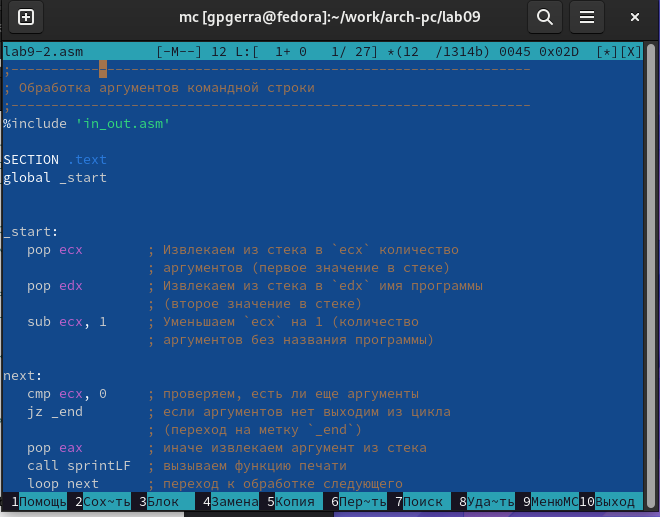 mc [gpgerra@fedora]:~/work/arch-pc/lab09
lab9-2.asm [-M--] 12 L:[ 1+ 0 1/ 27] *(12 /1314b) 0045 0x02D [*][X]
;-----------------------------------------------------------------
; Обработка аргументов командной строки
;-----------------------------------------------------------------
%include 'in_out.asm'
SECTION .text
global _start
_start:
pop ecx ; Извлекаем из стека в `ecx` количество
; аргументов (первое значение в стеке)
pop edx ; Извлекаем из стека в `edx` имя программы
; (второе значение в стеке)
sub ecx, 1 ; Уменьшаем `ecx` на 1 (количество
; аргументов без названия программы)
next:
cmp ecx, 0 ; проверяем, есть ли еще аргументы
jz _end ; если аргументов нет выходим из цикла
; (переход на метку `_end`)
pop eax ; иначе извлекаем аргумент из стека
call sprintLF ; вызываем функцию печати
loop next ; переход к обработке следующего
1Помощь 2Сох~ть 3Блок 4Замена 5Копия 6Пер~ть 7Поиск 8Уда~ть 9МенюMC 10Выход